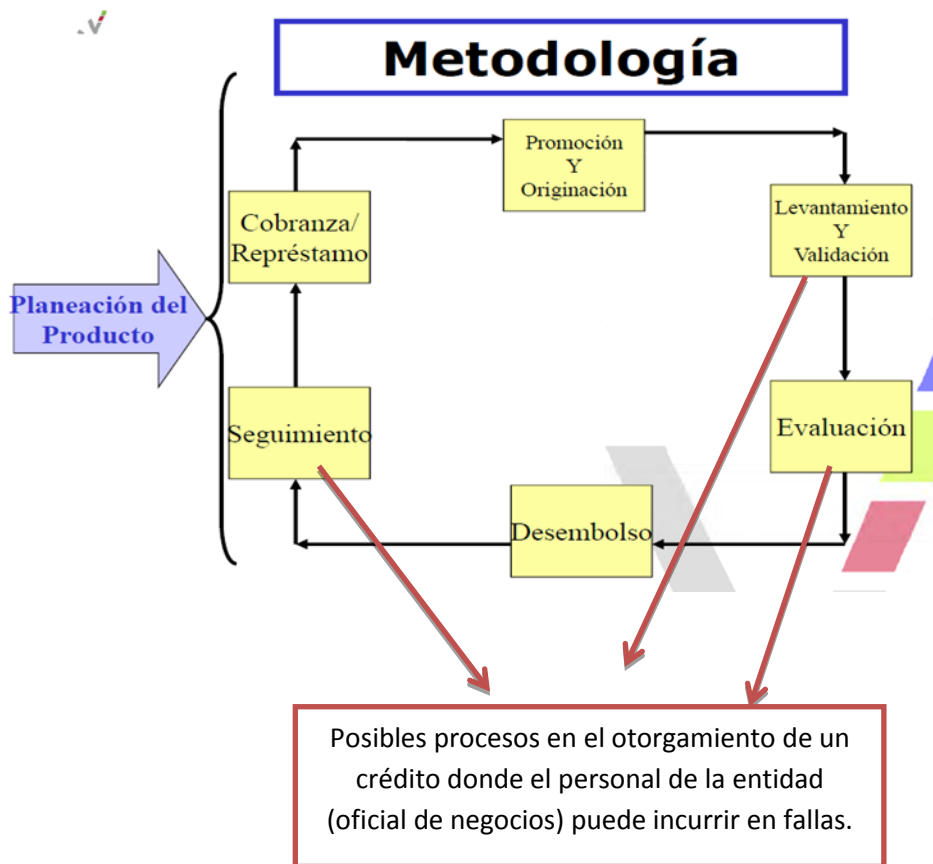 Metodología
Promoción
Y
Originación
Levantamiento
Y
Validación
Cobranza/
Représtamo
Planeación del
Producto
Seguimiento
Evaluación
Desembolso
Posibles procesos en el otorgamiento de un
crédito donde el personal de la entidad
(oficial de negocios) puede incurrir en fallas.